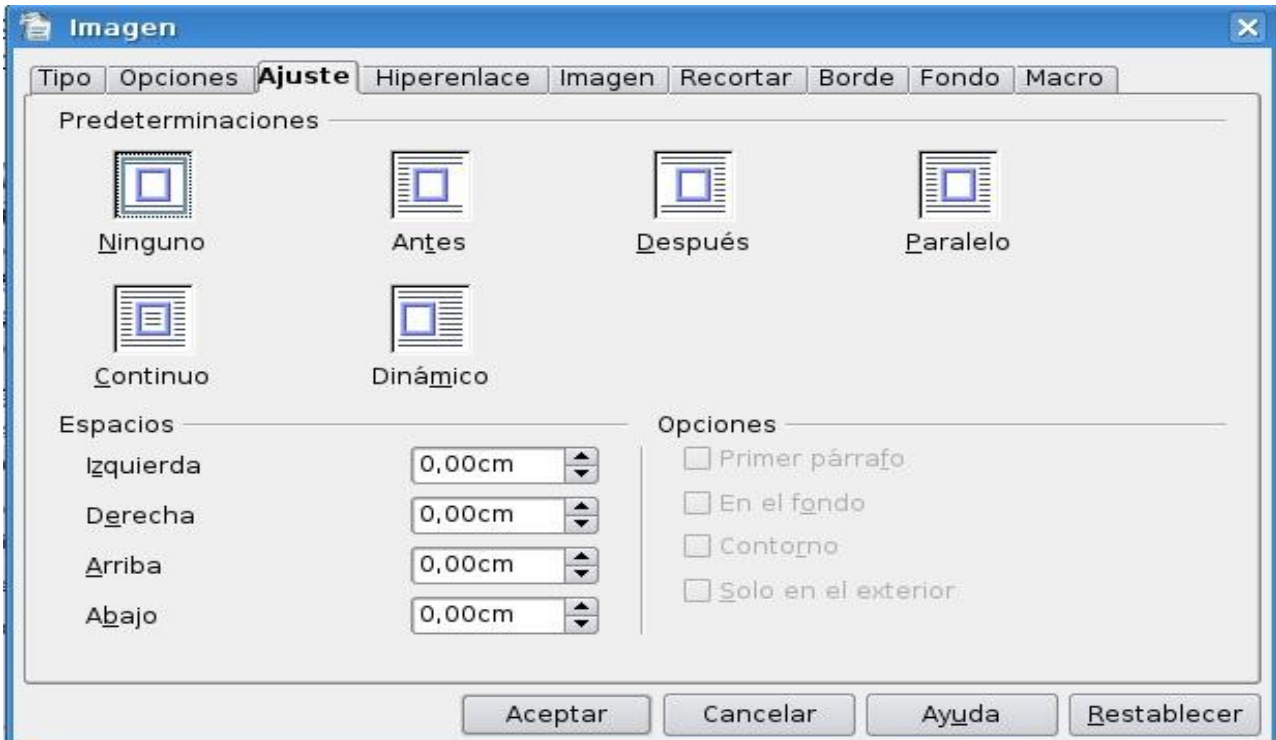 Imagen
Tipo Opciones Ajuste Hiperenlace Imagen Recortar Borde Fondo Macro
Predeterminaciones
Ninguno Antes Después Paralelo
Continuo Dinámico
Espacios Opciones
Izquierda 0,00cm Primer párrafo
Derecha 0,00cm En el fondo
Arriba 0,00cm Contorno
Abajo 0,00cm Solo en el exterior
Aceptar Cancelar Ayuda Restablecer